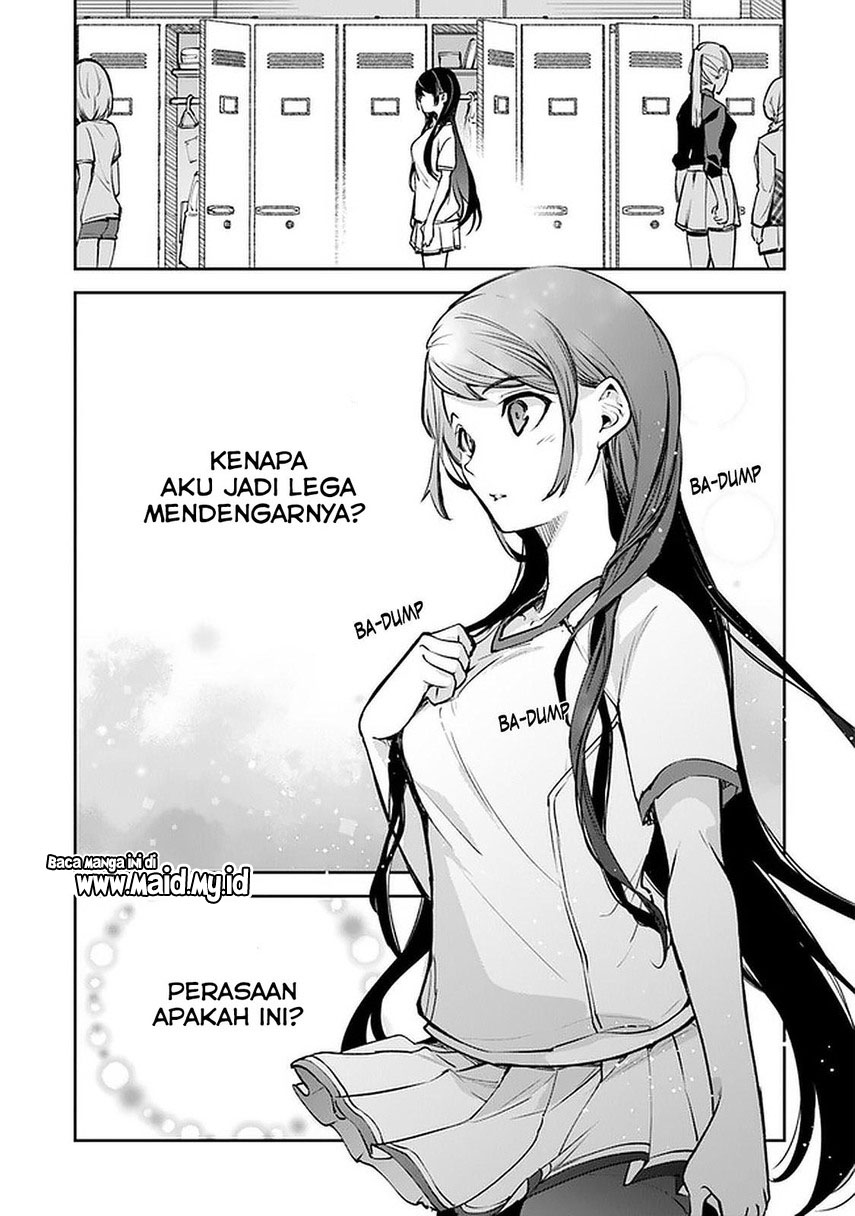 KENAPA
AKU JADI LEGA
MENDENGARNYA?
BA-DUMP
BA-DUMP
BA-DUMP
Baca Manga ini di
www.Maid.my.id
PERASAAN
APAKAH INI?